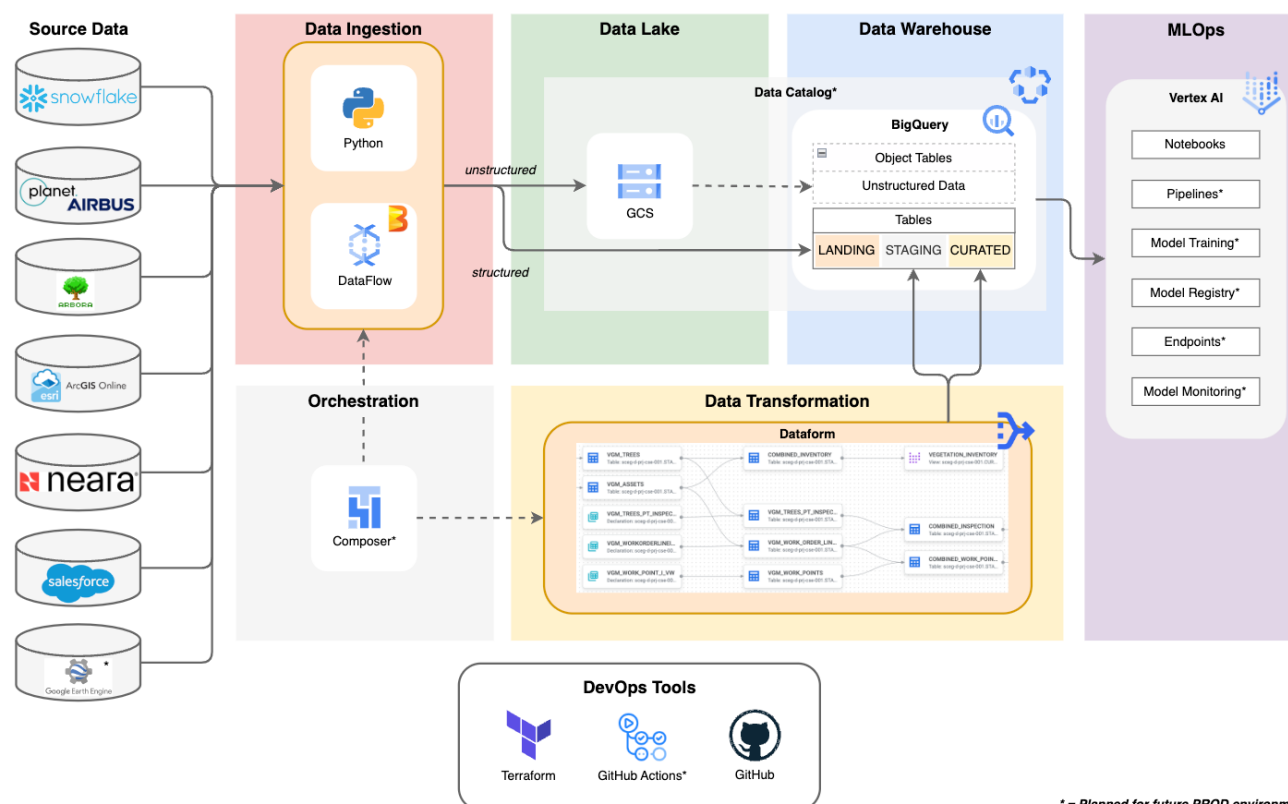 Source Data
snowflake
planet.
AIRBUS
ARBORA
esri
ArcGIS Online
neara
salesforce
*
Google Earth Engine
Data Ingestion
Python
DataFlow
unstructured
structured
Orchestration
Composer*
Data Lake
GCS
Data Warehouse
Data Catalog*
BigQuery
Object Tables
Unstructured Data
Tables
LANDING
STAGING
CURATED
Data Transformation
Dataform
VGM_TREES
VGM_ASSETS
VGM_TREES_PT_INSPEC...
VGM_WORKORDERLINEI...
VGM_WORK_POINT_I_VW
COMBINED_INVENTORY
VGM_TREES_PT_INSPEC...
VGM_WORK_ORDER_LIN...
VGM_WORK_POINTS
VEGETATION_INVENTORY
COMBINED_INSPECTION
COMBINED_WORK_POIN...
MLOps
Vertex AI
Notebooks
Pipelines*
Model Training*
Model Registry*
Endpoints*
Model Monitoring*
DevOps Tools
Terraform
GitHub Actions*
GitHub
* = Planned for future PROD environm